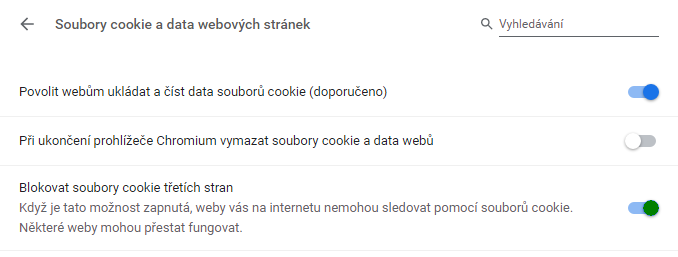 Soubory cookie a data webových stránek
Vyhledávání
Povolit webům ukládat a číst data souborů cookie (doporučeno)
Při ukončení prohlížeče Chromium vymazat soubory cookie a data webů
Blokovat soubory cookie třetích stran
Když je tato možnost zapnutá, weby vás na internetu nemohou sledovat pomocí souborů cookie.
Některé weby mohou přestat fungovat.